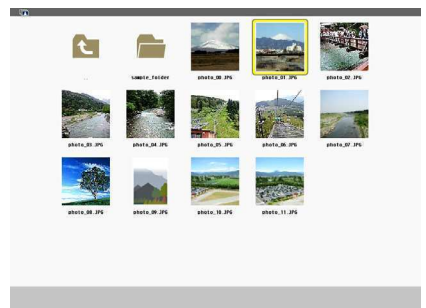 ..
sample_folder
photo_00.JPG
photo_01.JPG
photo_02.JPG
photo_03.JPG
photo_04.JPG
photo_05.JPG
photo_06.JPG
photo_07.JPG
photo_08.JPG
photo_09.JPG
photo_10.JPG
photo_11.JPG